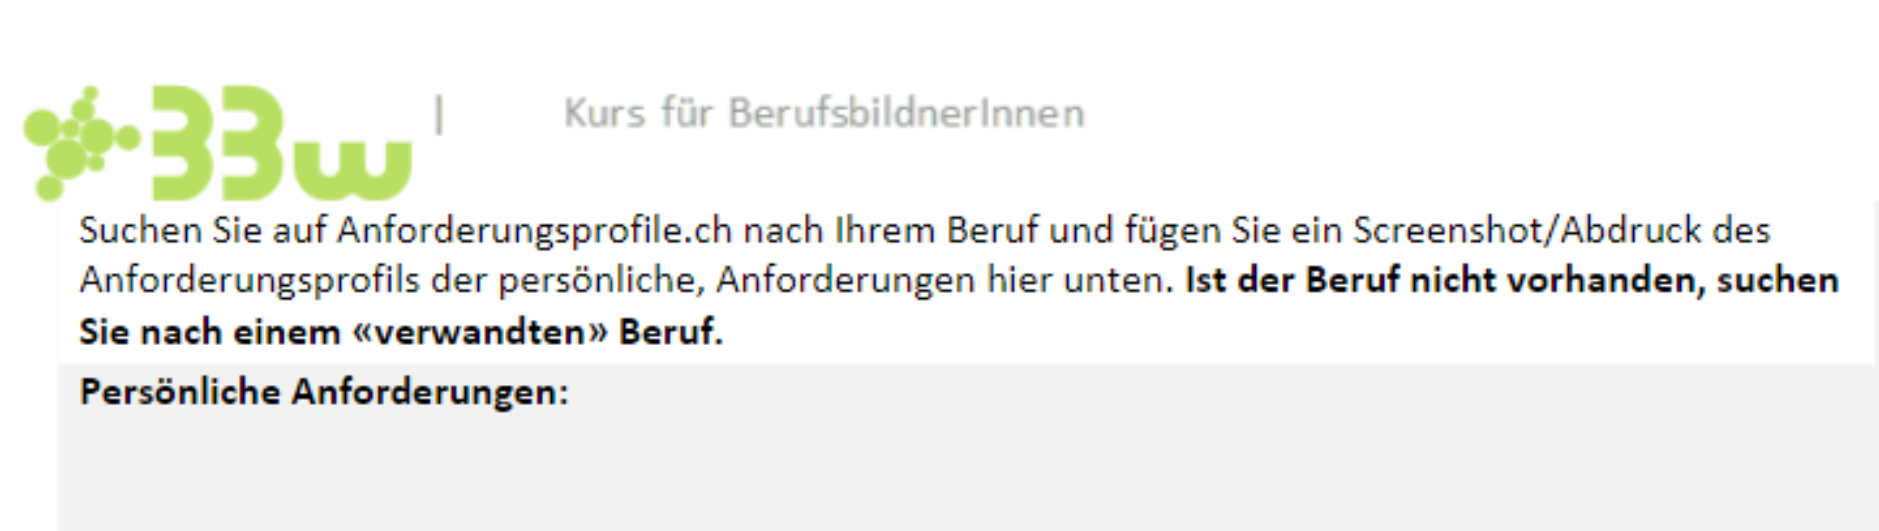 33w | Kurs für BerufsbildnerInnen
Suchen Sie auf Anforderungsprofile.ch nach Ihrem Beruf und fügen Sie ein Screenshot/Abdruck des
Anforderungsprofils der persönliche, Anforderungen hier unten. Ist der Beruf nicht vorhanden, suchen
Sie nach einem «verwandten» Beruf.
Persönliche Anforderungen: